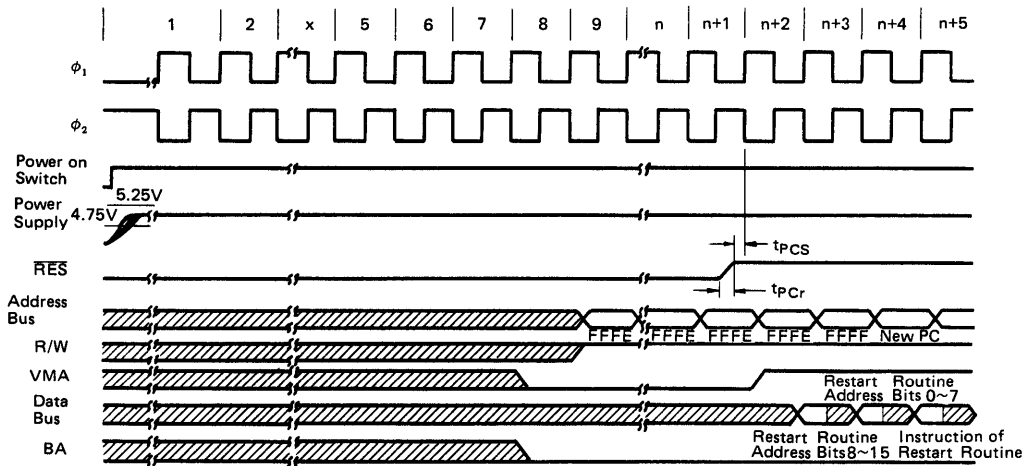 1 2 x 5 6 7 8 9 n n+1 n+2 n+3 n+4 n+5
ϕ₁
ϕ₂
Power on
Switch
5.25V
Power
Supply 4.75V
tPCS
RES
tPCr
Address
Bus
FFFE FFFE FFFE FFFE FFFF New PC
R/W
VMA
Restart Routine
Address Bits 0~7
Data
Bus
Restart Routine
Address Bits 8~15
Instruction of
Restart Routine
BA